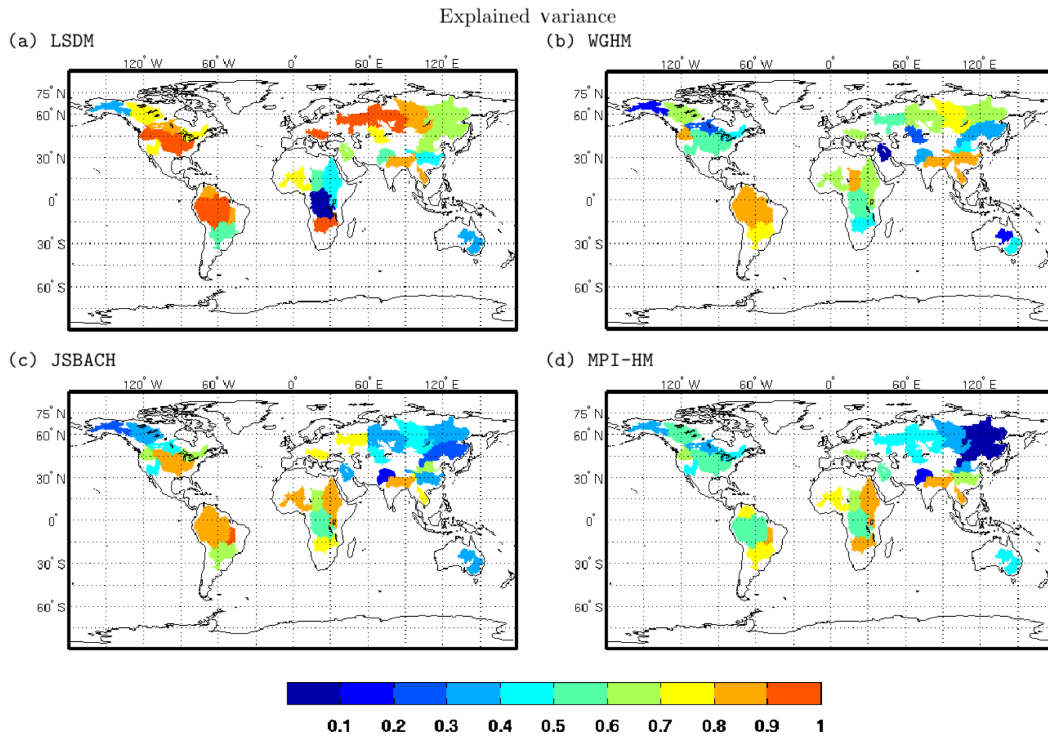 Explained variance
(a) LSDM
(b) WGHM
120° W 60° W 0° 60° E 120° E
75° N
60° N
30° N
0°
30° S
60° S
120° W 60° W 0° 60° E 120° E
75° N
60° N
30° N
0°
30° S
60° S
(c) JSBACH
(d) MPI-HM
120° W 60° W 0° 60° E 120° E
75° N
60° N
30° N
0°
30° S
60° S
120° W 60° W 0° 60° E 120° E
75° N
60° N
30° N
0°
30° S
60° S
0.1 0.2 0.3 0.4 0.5 0.6 0.7 0.8 0.9 1